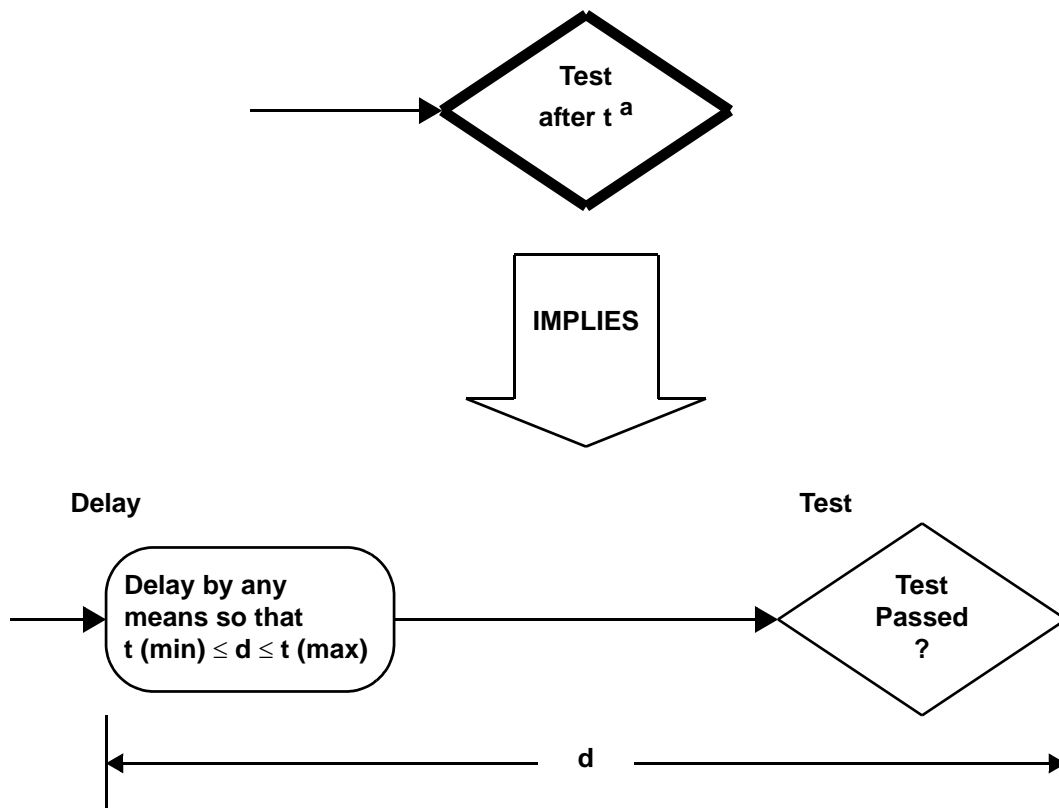 Test
after t a
IMPLIES
Delay
Test
Delay by any
means so that
t (min) ≤ d ≤ t (max)
Test
Passed
?
d